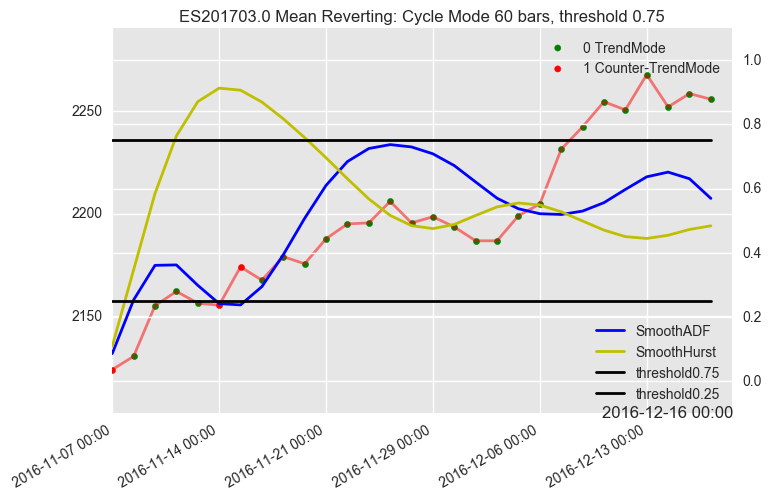 ES201703.0 Mean Reverting: Cycle Mode 60 bars, threshold 0.75
0 TrendMode
1 Counter-TrendMode
2250
2200
2150
1.0
0.8
0.6
0.4
0.2
0.0
SmoothADF
SmoothHurst
threshold0.75
threshold0.25
2016-12-16 00:00
2016-11-07 00:00
2016-11-14 00:00
2016-11-21 00:00
2016-11-29 00:00
2016-12-06 00:00
2016-12-13 00:00